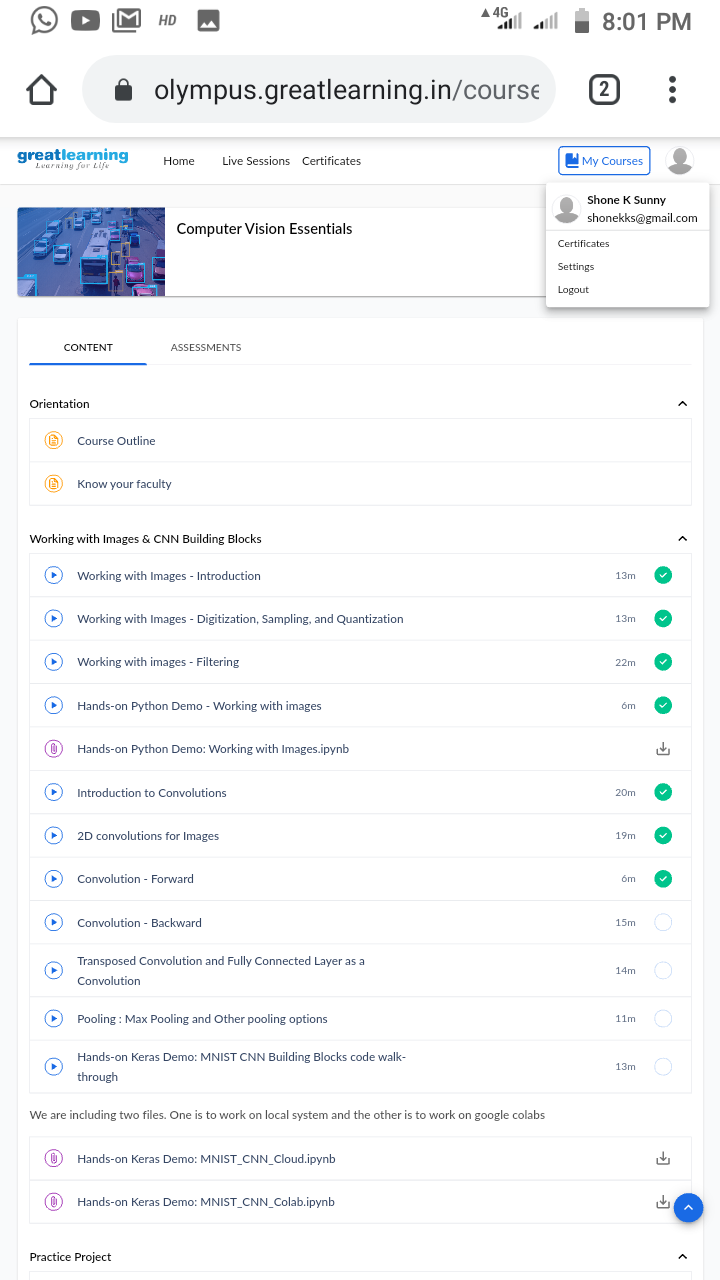 HD
4G
8:01 PM
olympus.greatlearning.in/course
2
greatlearning
Learning for Life
Home
Live Sessions
Certificates
My Courses
Shone K Sunny
shonekks@gmail.com
Certificates
Settings
Logout
Computer Vision Essentials
CONTENT
ASSESSMENTS
Orientation
Course Outline
Know your faculty
Working with Images & CNN Building Blocks
Working with Images - Introduction 13m
Working with Images - Digitization, Sampling, and Quantization 13m
Working with images - Filtering 22m
Hands-on Python Demo - Working with images 6m
Hands-on Python Demo: Working with Images.ipynb
Introduction to Convolutions 20m
2D convolutions for Images 19m
Convolution - Forward 6m
Convolution - Backward 15m
Transposed Convolution and Fully Connected Layer as a
Convolution
14m
Pooling : Max Pooling and Other pooling options 11m
Hands-on Keras Demo: MNIST CNN Building Blocks code walk-
through
13m
We are including two files. One is to work on local system and the other is to work on google colabs
Hands-on Keras Demo: MNIST_CNN_Cloud.ipynb
Hands-on Keras Demo: MNIST_CNN_Colab.ipynb
Practice Project